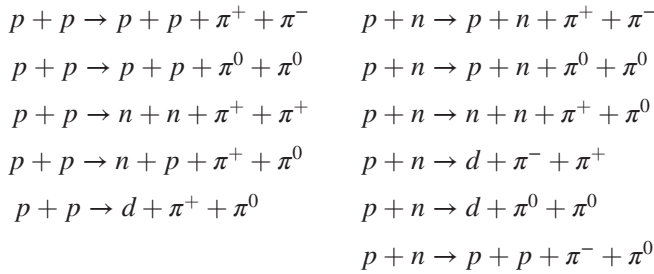 p + p → p + p + π⁺ + π⁻
p + p → p + p + π⁰ + π⁰
p + p → n + n + π⁺ + π⁺
p + p → n + p + π⁺ + π⁰
p + p → d + π⁺ + π⁰
p + n → p + n + π⁺ + π⁻
p + n → p + n + π⁰ + π⁰
p + n → n + n + π⁺ + π⁰
p + n → d + π⁻ + π⁺
p + n → d + π⁰ + π⁰
p + n → p + p + π⁻ + π⁰